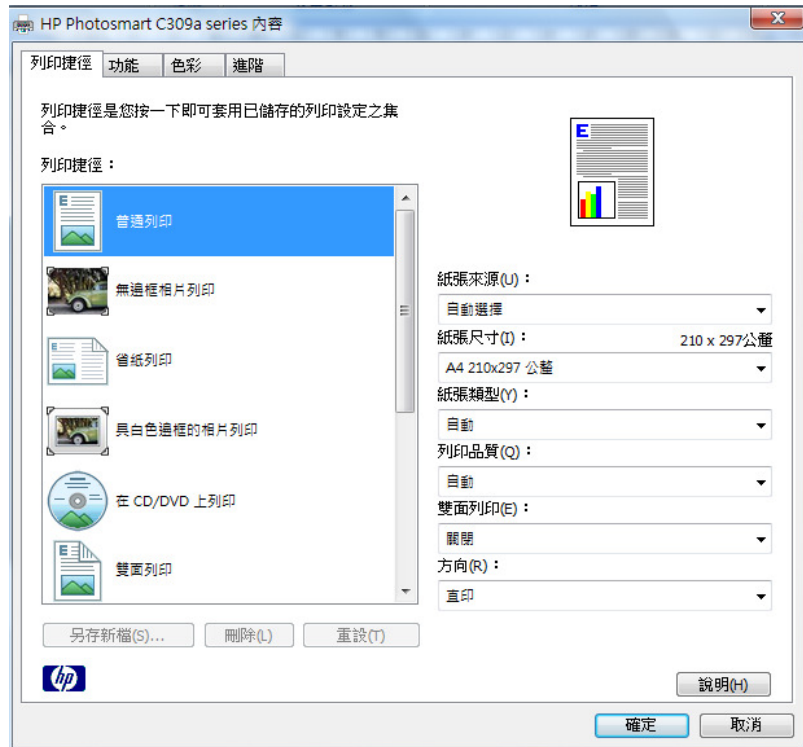 HP Photosmart C309a series 內容
列印捷徑
功能
色彩
進階
列印捷徑是您按一下即可套用已儲存的列印設定之集
合。
列印捷徑：
普通列印
無邊框相片列印
省紙列印
具白色邊框的相片列印
在 CD/DVD 上列印
雙面列印
另存新檔(S)...
刪除(L)
重設(T)
E
紙張來源(U)：
自動選擇
紙張尺寸(I)：
210 x 297公釐
A4 210x297 公釐
紙張類型(Y)：
自動
列印品質(Q)：
自動
雙面列印(E)：
關閉
方向(R)：
直印
hp
說明(H)
確定
取消